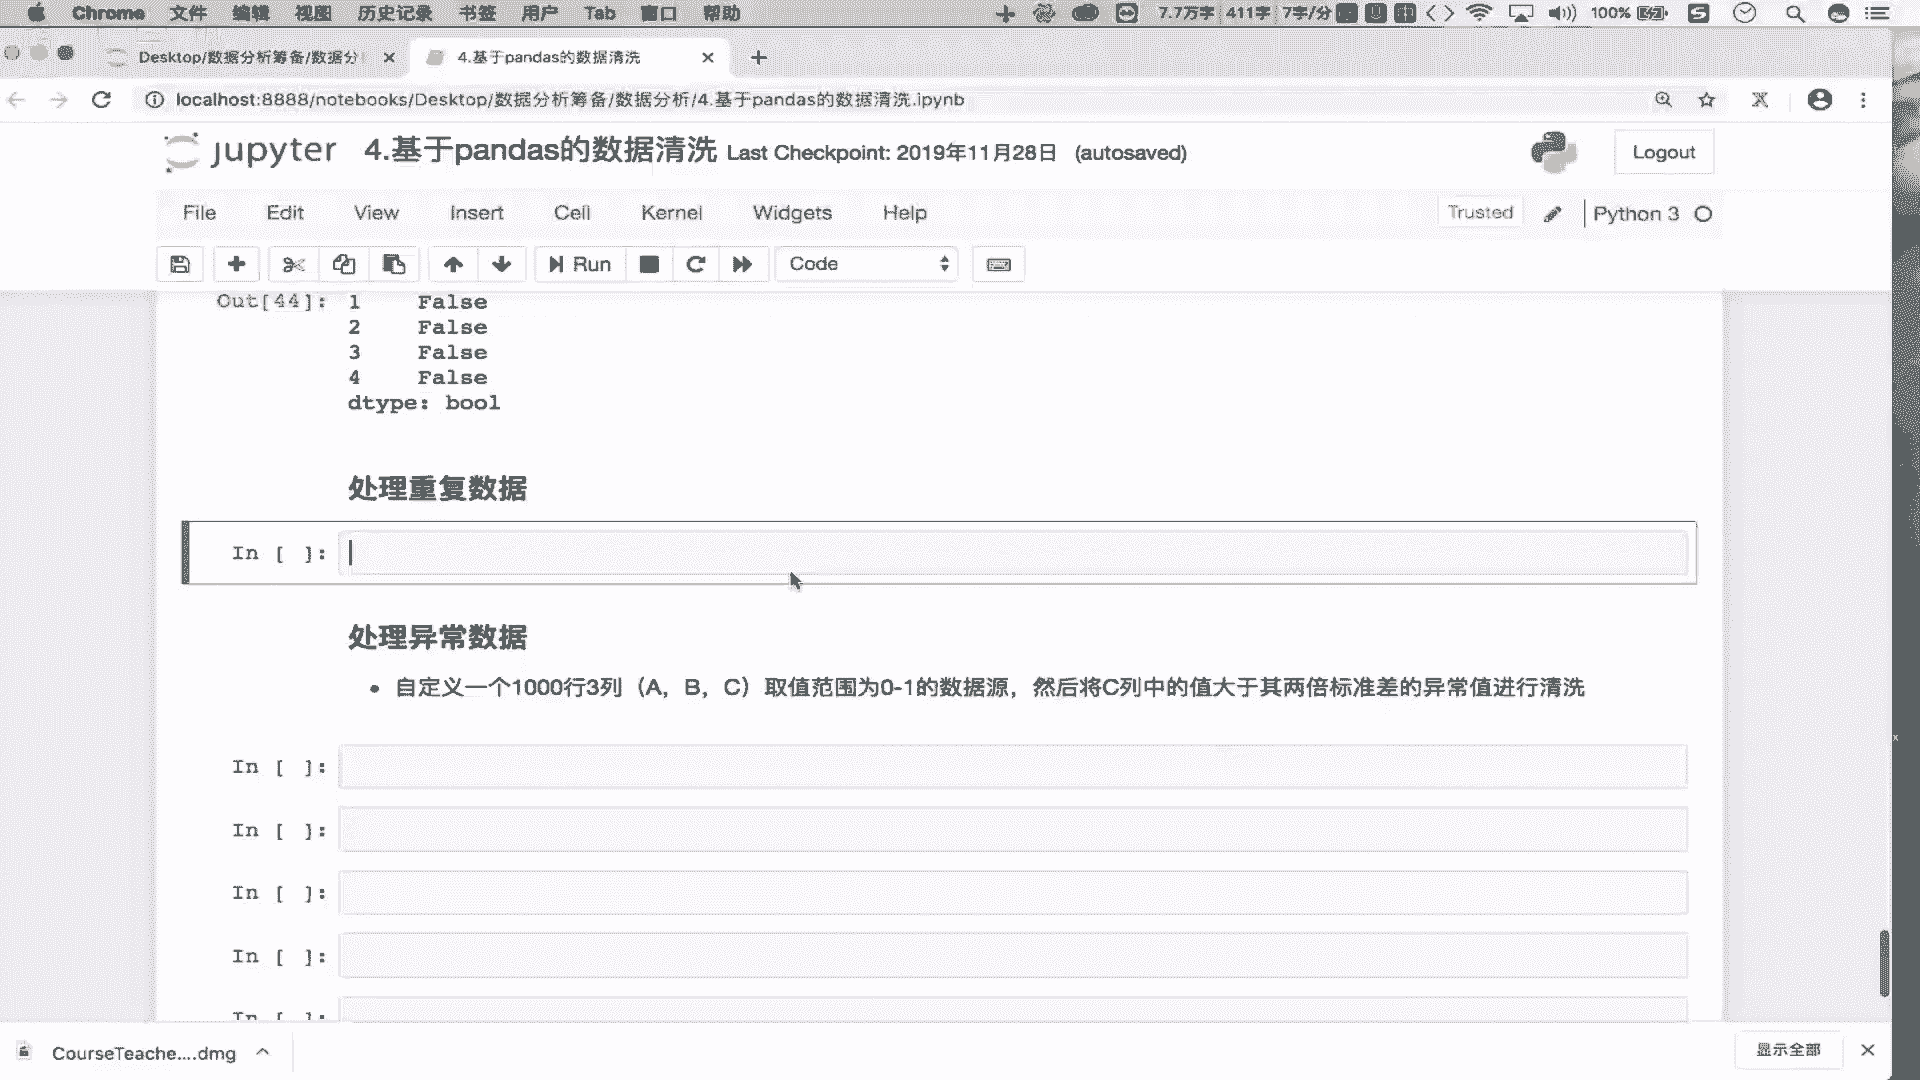 Chrome 文件 编辑 视图 历史记录 书签 用户 Tab 窗口 帮助 7.7万字 411字 7字/分 100%
Desktop/数据分析筹备/数据分
4.基于pandas的数据清洗
localhost:8888/notebooks/Desktop/数据分析筹备/数据分析/4.基于pandas的数据清洗.ipynb
jupyter 4.基于pandas的数据清洗 Last Checkpoint: 2019年11月28日 (autosaved)
Logout
File Edit View Insert Cell Kernel Widgets Help
Trusted
Python 3
Run
Code
Out[44]: 1 False
2 False
3 False
4 False
dtype: bool
处理重复数据
In [ ]:
处理异常数据
• 自定义一个1000行3列（A，B，C）取值范围为0-1的数据源，然后将C列中的值大于其两倍标准差的异常值进行清洗
In [ ]:
In [ ]:
In [ ]:
In [ ]:
In [ ]:
CourseTeache....dmg
显示全部